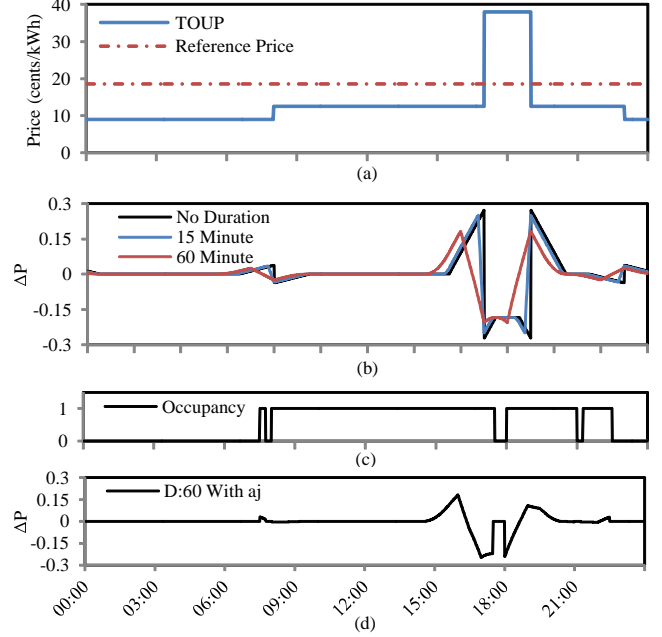 40
30
20
10
0
Price (cents/kWh)
TOUP
Reference Price
(a)
0.3
0.15
0
-0.15
-0.3
ΔP
No Duration
15 Minute
60 Minute
(b)
1
0
Occupancy
(c)
0.3
0.15
0
-0.15
-0.3
ΔP
D:60 With aj
00:00
03:00
06:00
09:00
12:00
15:00
18:00
21:00
(d)